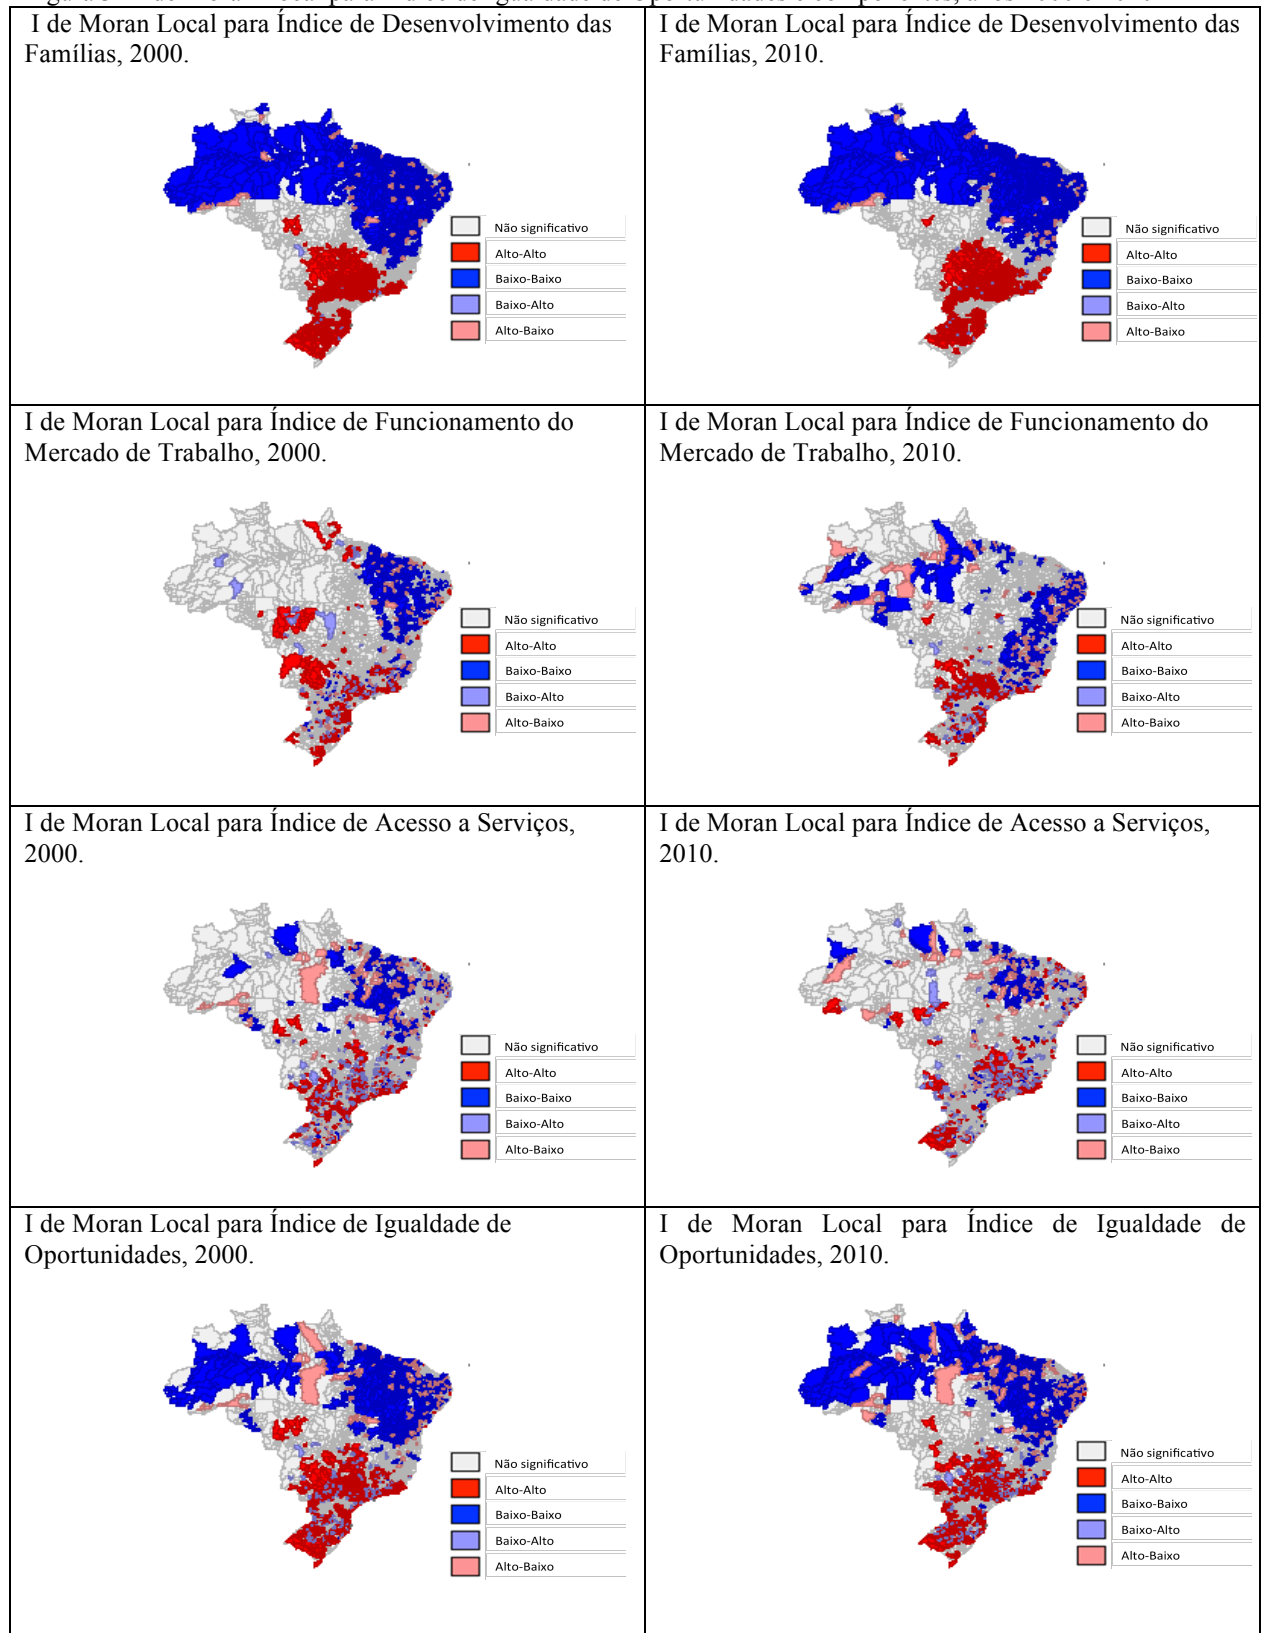 I de Moran Local para Índice de Desenvolvimento das
Famílias, 2000.
Não significativo
Alto-Alto
Baixo-Baixo
Baixo-Alto
Alto-Baixo
I de Moran Local para Índice de Desenvolvimento das
Famílias, 2010.
Não significativo
Alto-Alto
Baixo-Baixo
Baixo-Alto
Alto-Baixo
I de Moran Local para Índice de Funcionamento do
Mercado de Trabalho, 2000.
Não significativo
Alto-Alto
Baixo-Baixo
Baixo-Alto
Alto-Baixo
I de Moran Local para Índice de Funcionamento do
Mercado de Trabalho, 2010.
Não significativo
Alto-Alto
Baixo-Baixo
Baixo-Alto
Alto-Baixo
I de Moran Local para Índice de Acesso a Serviços,
2000.
Não significativo
Alto-Alto
Baixo-Baixo
Baixo-Alto
Alto-Baixo
I de Moran Local para Índice de Acesso a Serviços,
2010.
Não significativo
Alto-Alto
Baixo-Baixo
Baixo-Alto
Alto-Baixo
I de Moran Local para Índice de Igualdade de
Oportunidades, 2000.
Não significativo
Alto-Alto
Baixo-Baixo
Baixo-Alto
Alto-Baixo
I de Moran Local para Índice de Igualdade de
Oportunidades, 2010.
Não significativo
Alto-Alto
Baixo-Baixo
Baixo-Alto
Alto-Baixo